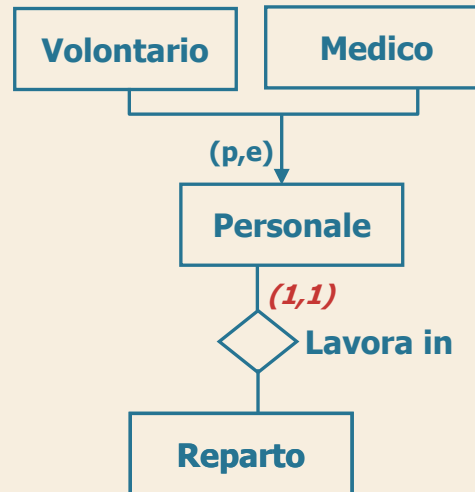 Volontario
Medico
(p,e)
Personale
(1,1)
Lavora in
Reparto